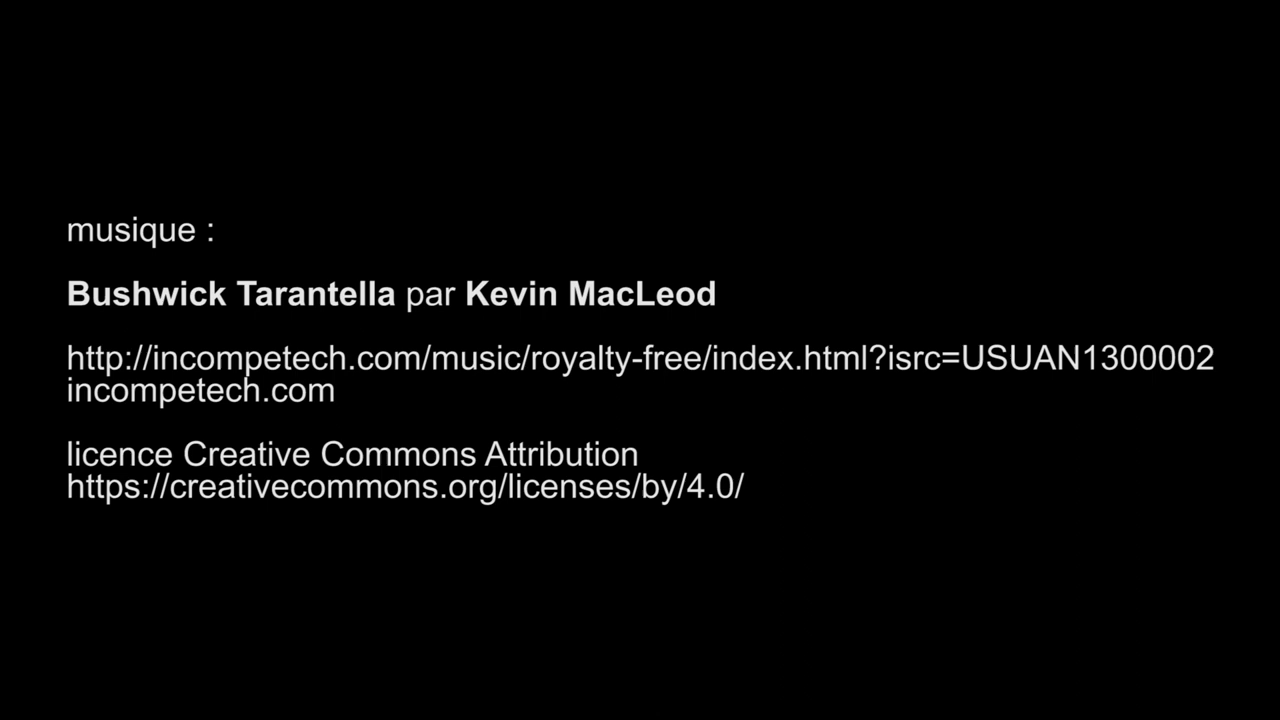 musique :
Bushwick Tarantella par Kevin MacLeod
http://incompetech.com/music/royalty-free/index.html?isrc=USUAN1300002
incompetech.com
licence Creative Commons Attribution
https://creativecommons.org/licenses/by/4.0/